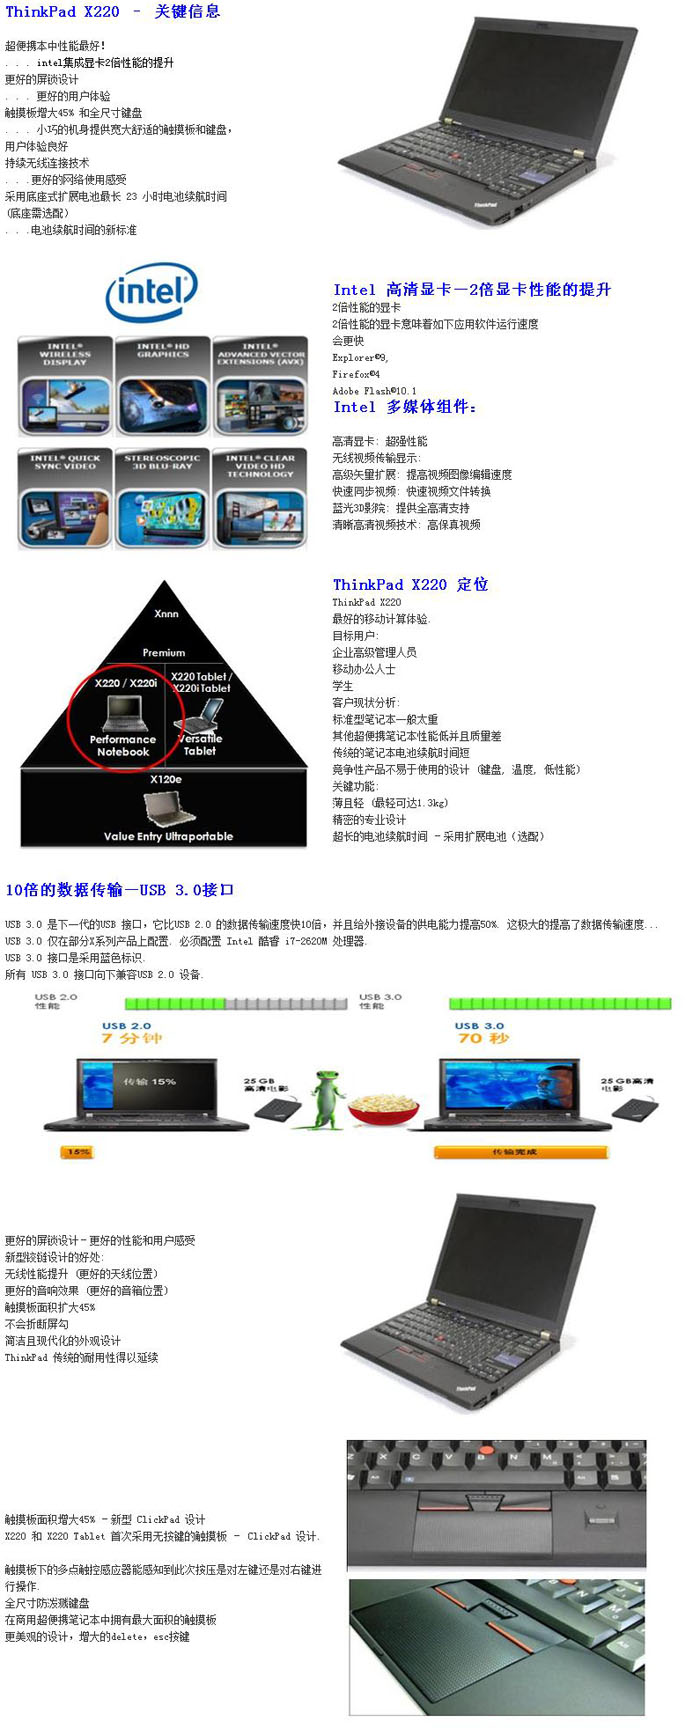 ThinkPad X220 – 关键信息
超便携本中性能最好!
. . . intel集成显卡2倍性能的提升
更好的屏锁设计
. . . 更好的用户体验
触摸板增大45% 和全尺寸键盘
. . . 小巧的机身提供宽大舒适的触摸板和键盘，
用户体验良好
持续无线连接技术
. . .更好的网络使用感受
采用底座式扩展电池最长 23 小时电池续航时间
(底座需选配)
. . .电池续航时间的新标准
ThinkPad
intel
INTEL® WIRELESS DISPLAY
INTEL® HD GRAPHICS
INTEL® ADVANCED VECTOR EXTENSIONS (AVX)
INTEL® QUICK SYNC VIDEO
STEREOSCOPIC 3D BLU-RAY
INTEL® CLEAR VIDEO HD TECHNOLOGY
Intel 高清显卡—2倍显卡性能的提升
2倍性能的显卡
2倍性能的显卡意味着如下应用软件运行速度
会更快
Explorer®9,
Firefox®4
Adobe Flash®10.1
Intel 多媒体组件:
高清显卡: 超强性能
无线视频传输显示:
高级矢量扩展: 提高视频图像编辑速度
快速同步视频: 快速视频文件转换
蓝光3D影院: 提供全高清支持
清晰高清视频技术: 高保真视频
Xnnn
Premium
X220 / X220i
Performance
Notebook
X220 Tablet /
X220i Tablet
Versatile
Tablet
X120e
Value Entry Ultraportable
ThinkPad X220 定位
ThinkPad X220
最好的移动计算体验.
目标用户:
企业高级管理人员
移动办公人士
学生
客户现状分析:
标准型笔记本一般太重
其他超便携笔记本性能低并且质量差
传统的笔记本电池续航时间短
竞争性产品不易于使用的设计 (键盘, 温度, 低性能)
关键功能:
薄且轻 (最轻可达1.3kg)
精密的专业设计
超长的电池续航时间 –采用扩展电池(选配)
10倍的数据传输—USB 3.0接口
USB 3.0 是下一代的USB 接口，它比USB 2.0 的数据传输速度快10倍，并且给外接设备的供电能力提高50%. 这极大的提高了数据传输速度...
USB 3.0 仅在部分X系列产品上配置. 必须配置 Intel 酷睿 i7-2620M 处理器.
USB 3.0 接口是采用蓝色标识.
所有 USB 3.0 接口向下兼容USB 2.0 设备.
USB 2.0
性能
USB 3.0
性能
USB 2.0
7 分钟
USB 3.0
70 秒
传输 15%
25 GB
高清电影
25 GB高清
电影
15%
传输完成
更好的屏锁设计–更好的性能和用户感受
新型铰链设计的好处:
无线性能提升 (更好的天线位置)
更好的音响效果 (更好的音箱位置)
触摸板面积扩大45%
不会折断屏勾
简洁且现代化的外观设计
ThinkPad 传统的耐用性得以延续
ThinkPad
触摸板面积增大45% –新型 ClickPad 设计
X220 和 X220 Tablet 首次采用无按键的触摸板 – ClickPad 设计.
触摸板下的多点触控感应器能感知到此次按压是对左键还是对右键进
行操作.
全尺寸防泼溅键盘
在商用超便携笔记本中拥有最大面积的触摸板
更美观的设计，增大的delete，esc按键